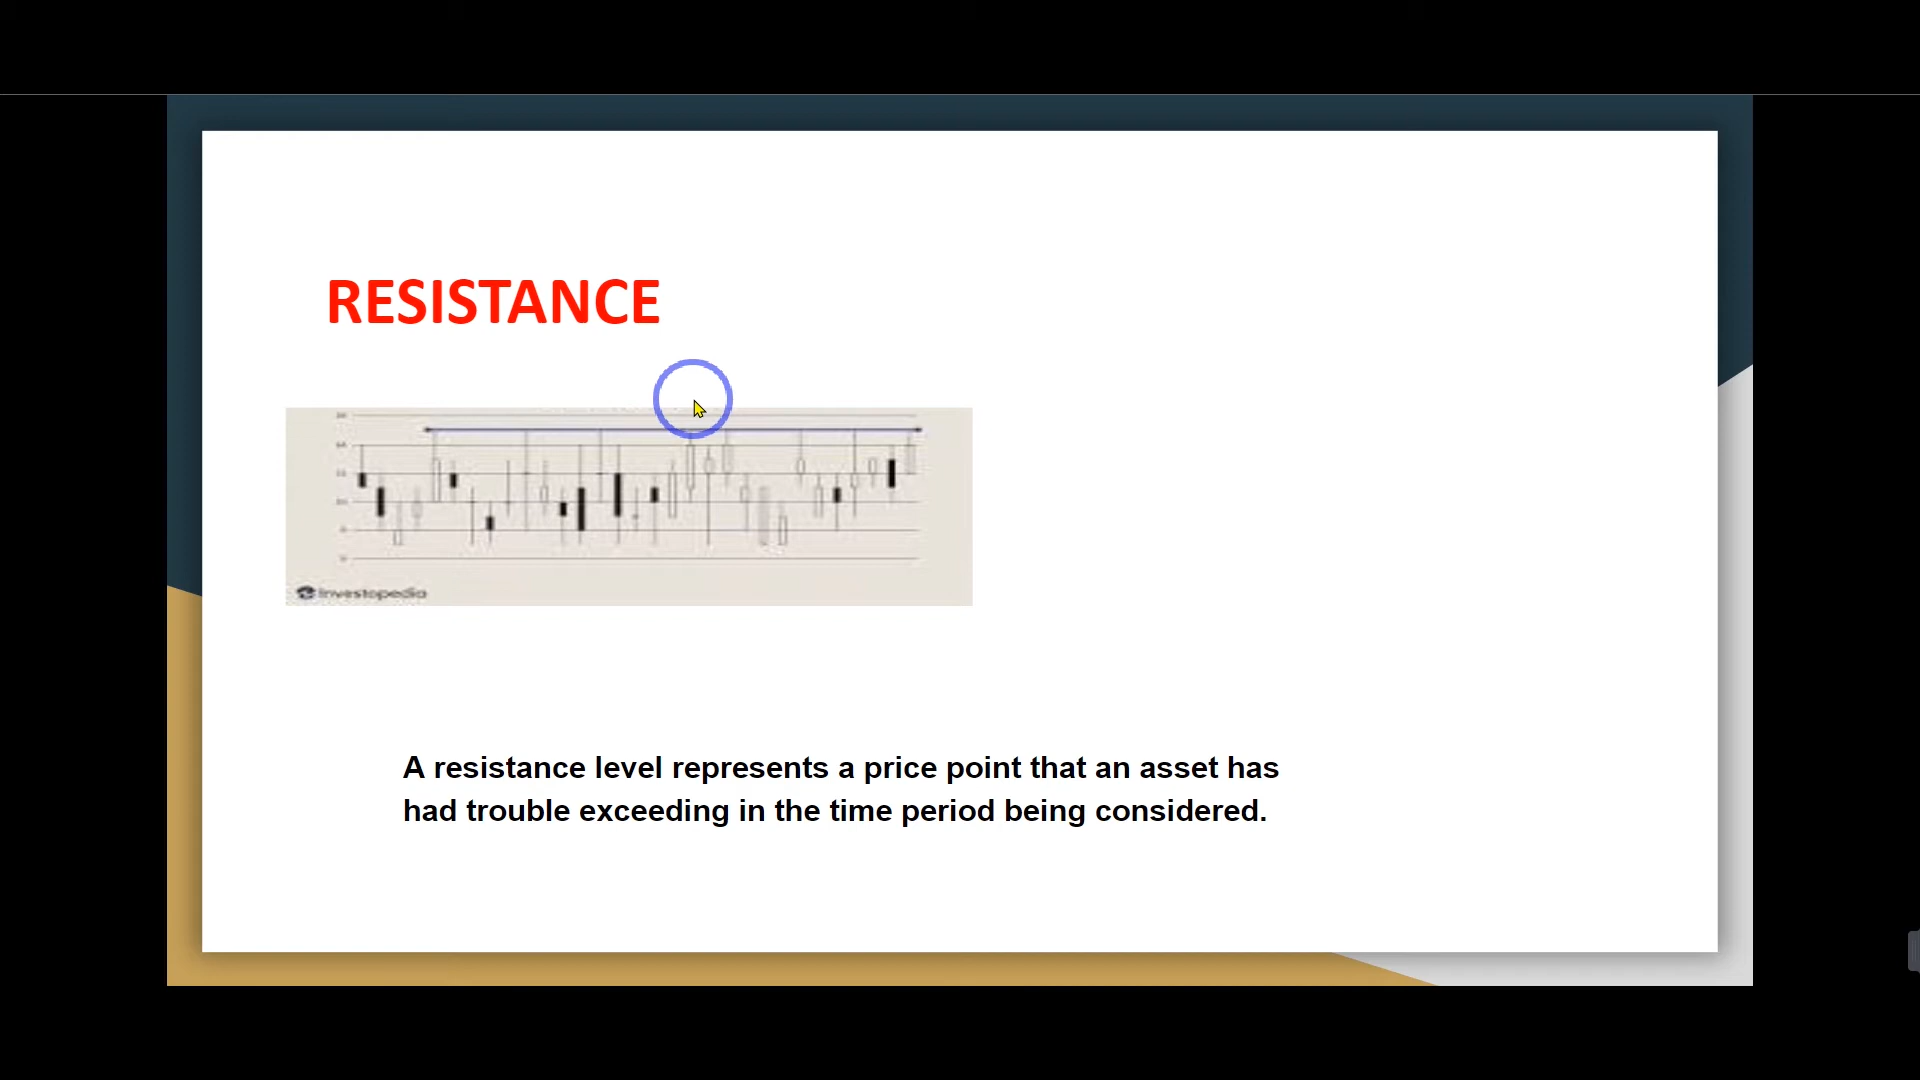 RESISTANCE
Investopedia
A resistance level represents a price point that an asset has
had trouble exceeding in the time period being considered.